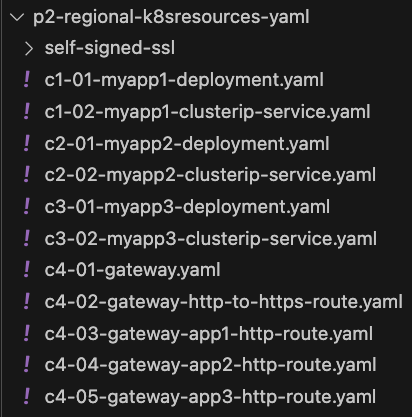 p2-regional-k8sresources-yaml
self-signed-ssl
! c1-01-myapp1-deployment.yaml
! c1-02-myapp1-clusterip-service.yaml
! c2-01-myapp2-deployment.yaml
! c2-02-myapp2-clusterip-service.yaml
! c3-01-myapp3-deployment.yaml
! c3-02-myapp3-clusterip-service.yaml
! c4-01-gateway.yaml
! c4-02-gateway-http-to-https-route.yaml
! c4-03-gateway-app1-http-route.yaml
! c4-04-gateway-app2-http-route.yaml
! c4-05-gateway-app3-http-route.yaml